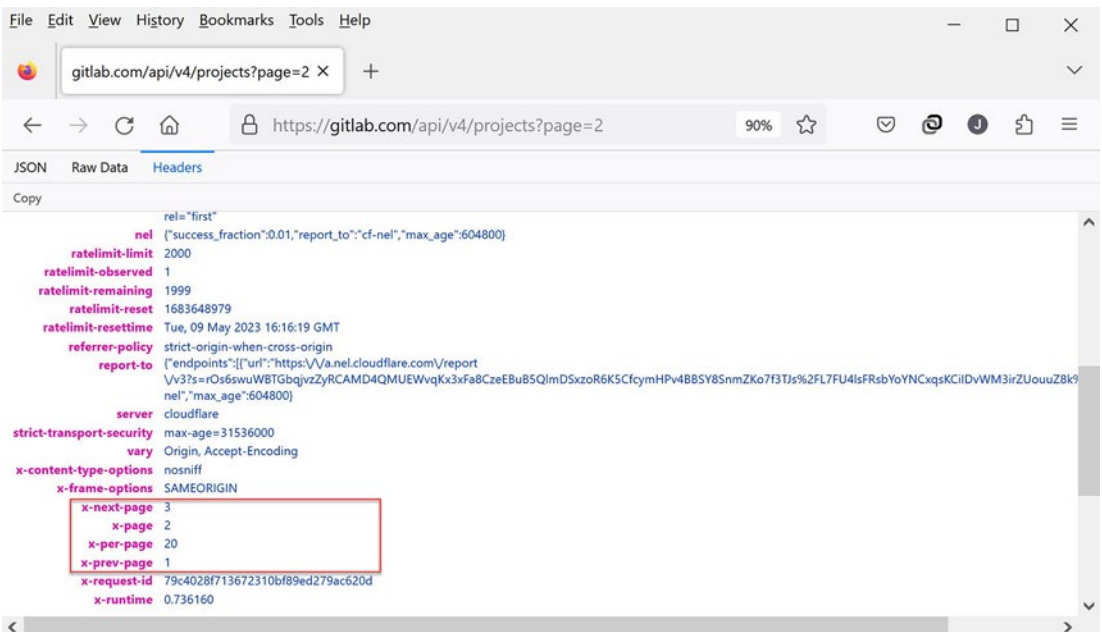 File Edit View History Bookmarks Tools Help
gitlab.com/api/v4/projects?page=2
https://gitlab.com/api/v4/projects?page=2 90% J
JSON Raw Data Headers
Copy
rel="first"
nel {"success_fraction":0.01,"report_to":"cf-nel","max_age":604800}
ratelimit-limit 2000
ratelimit-observed 1
ratelimit-remaining 1999
ratelimit-reset 1683648979
ratelimit-resettime Tue, 09 May 2023 16:16:19 GMT
referrer-policy strict-origin-when-cross-origin
report-to {"endpoints":[{"url":"https:\/\/a.nel.cloudflare.com\/report
\/v3?s=rOs6swuWBTGbqjvzZyRCAMD4QMUEWvqKx3xFa8CzeEBuB5QlmDSxzoR6K5CfcymHPv4BBSY8SnmZKo7f3TJs%2FL7FU4lsFRsbYoYNCxqsKCilDvWM3irZUouuZ8k9
nel","max_age":604800}
server cloudflare
strict-transport-security max-age=31536000
vary Origin, Accept-Encoding
x-content-type-options nosniff
x-frame-options SAMEORIGIN
x-next-page 3
x-page 2
x-per-page 20
x-prev-page 1
x-request-id 79c4028f713672310bf89ed279ac620d
x-runtime 0.736160